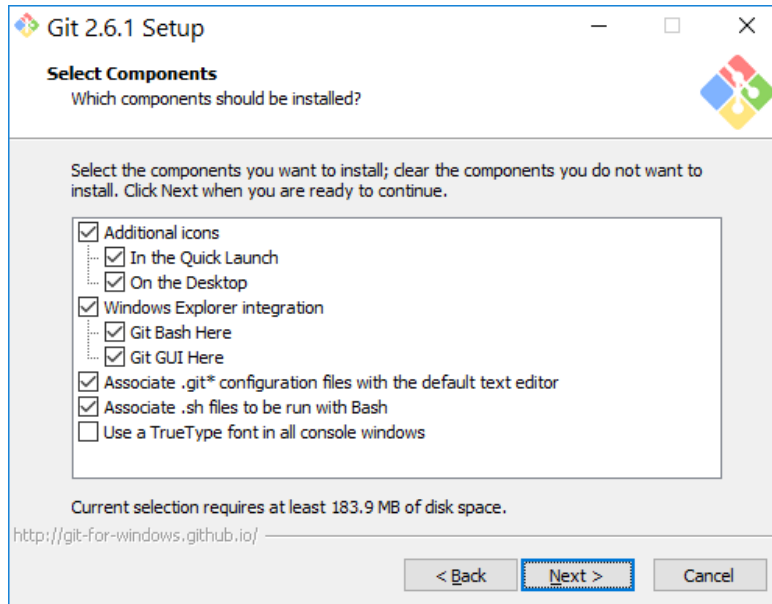 Git 2.6.1 Setup
Select Components
Which components should be installed?
Select the components you want to install; clear the components you do not want to
install. Click Next when you are ready to continue.
Additional icons
In the Quick Launch
On the Desktop
Windows Explorer integration
Git Bash Here
Git GUI Here
Associate .git* configuration files with the default text editor
Associate .sh files to be run with Bash
Use a TrueType font in all console windows
Current selection requires at least 183.9 MB of disk space.
http://git-for-windows.github.io/
< Back
Next >
Cancel